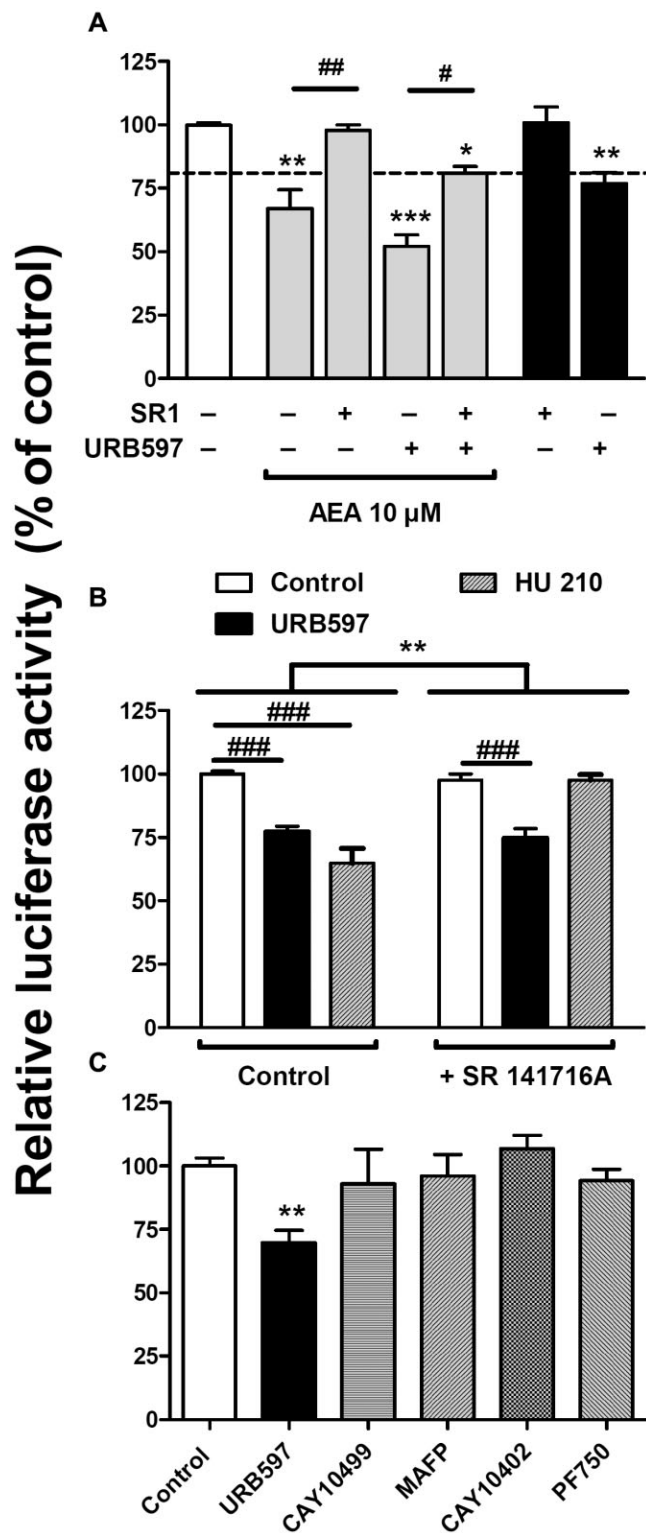 Relative luciferase activity (% of control)
A
125
100
75
50
25
0
## #
** *** * **
SR1 – – + – + + –
URB597 – – – + + – +
AEA 10 µM
B
Control HU 210
URB597
**
125
100
75
50
25
0
###
### ###
Control + SR 141716A
C
125
100
75
50
25
0
**
Control URB597 CAY10499 MAFP CAY10402 PF750